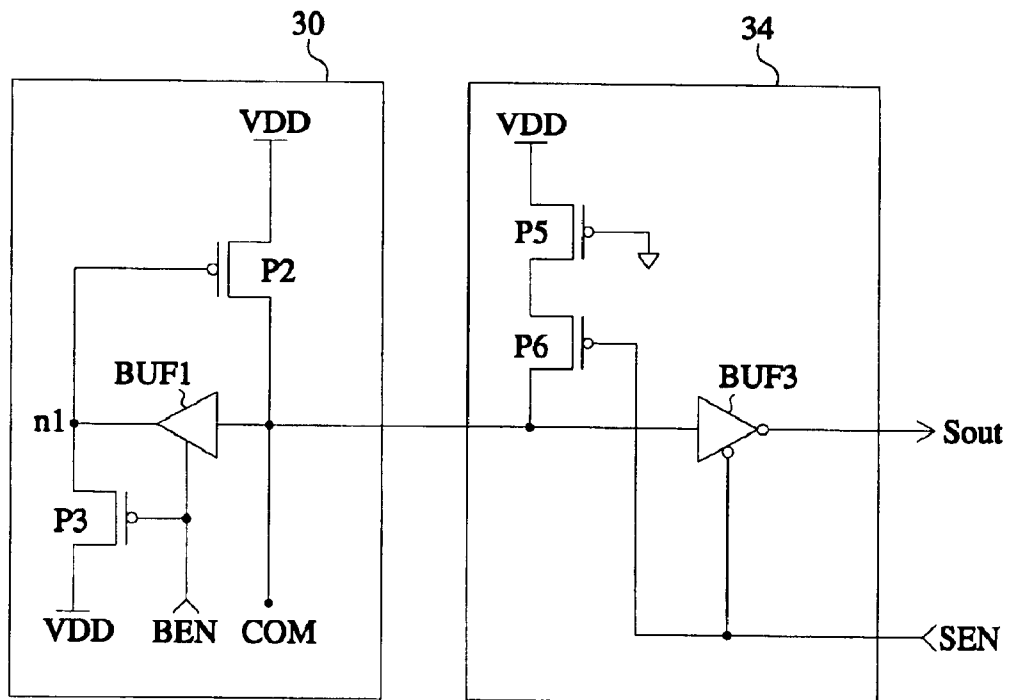 30
34
VDD
VDD
P2
P5
P6
BUF1
BUF3
n1
Sout
P3
VDD
BEN
COM
SEN